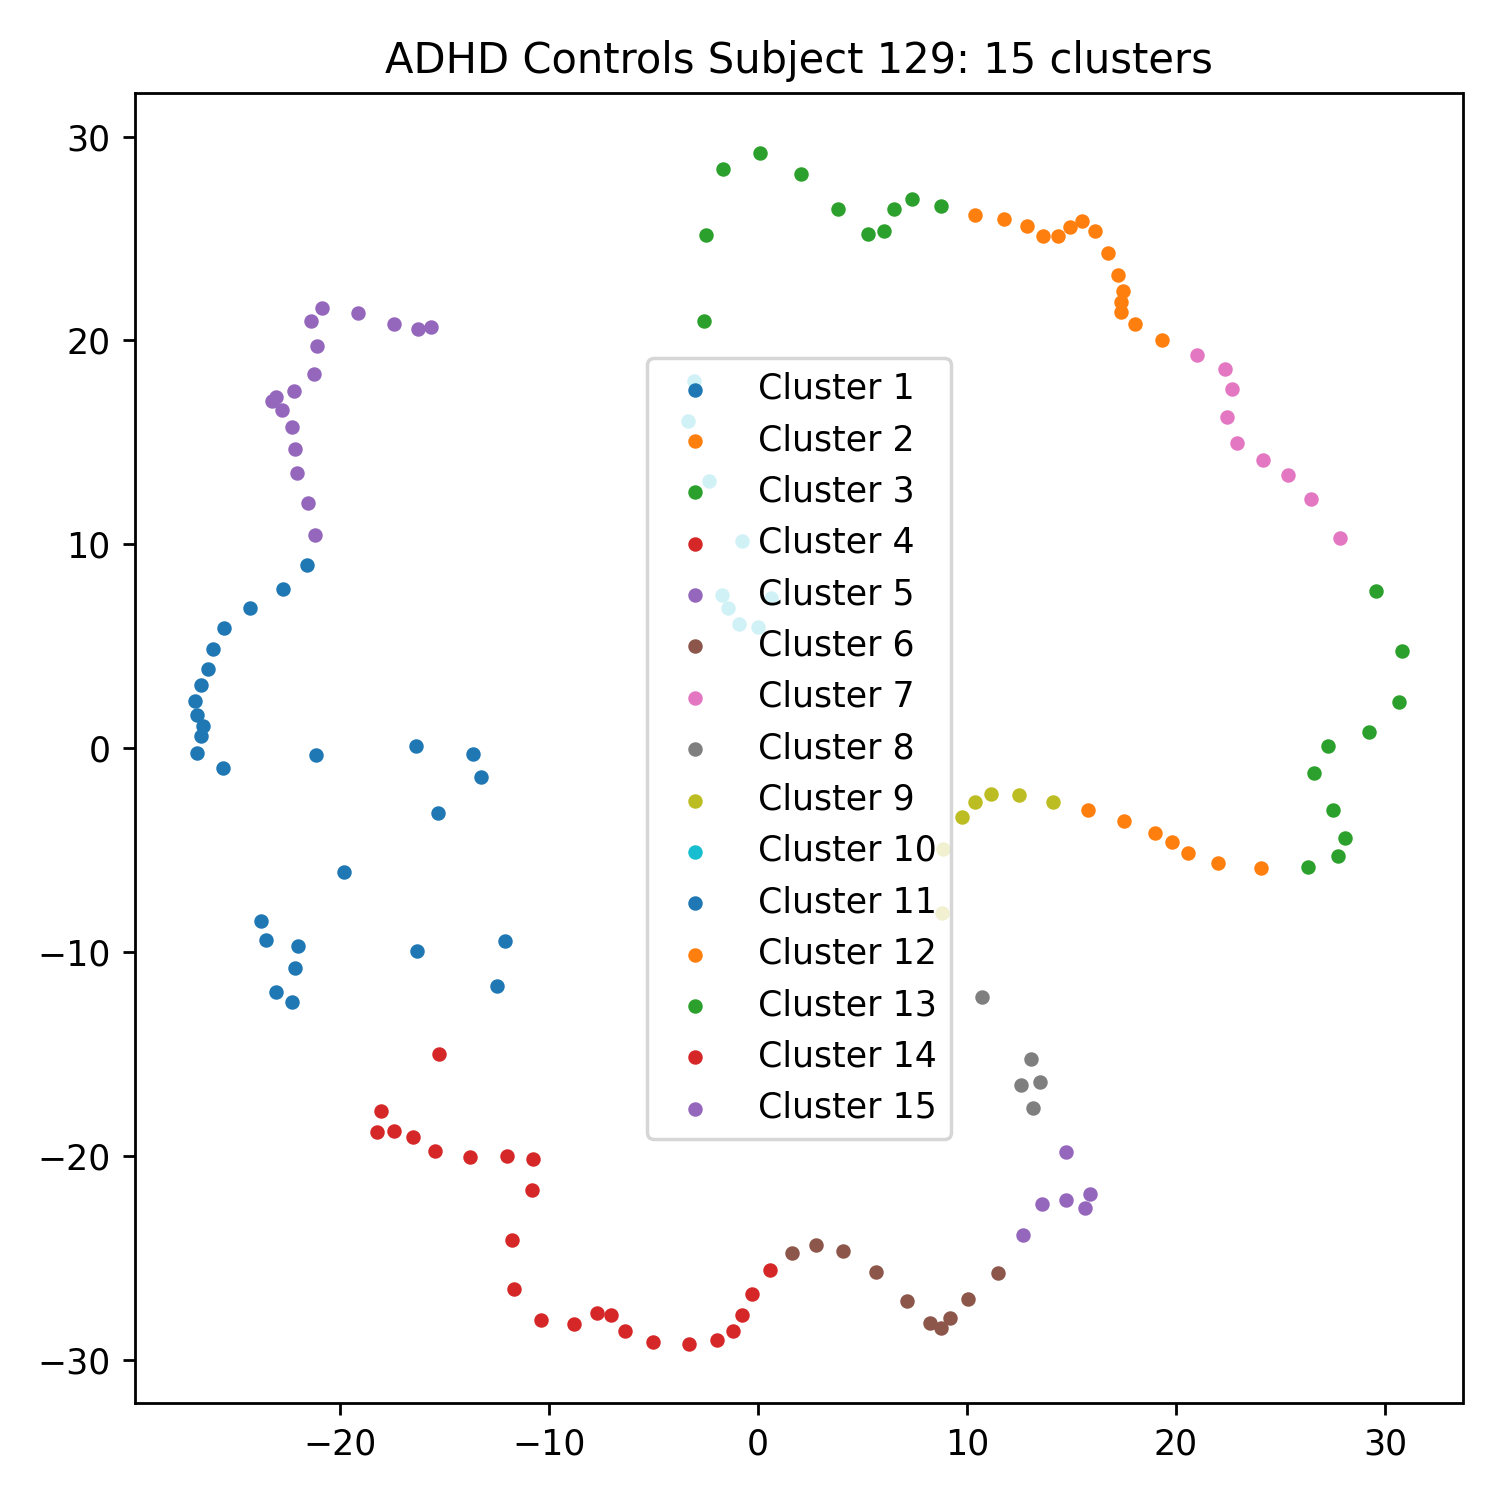 ADHD Controls Subject 129: 15 clusters
30
20
10
0
−10
−20
−30
Cluster 1
Cluster 2
Cluster 3
Cluster 4
Cluster 5
Cluster 6
Cluster 7
Cluster 8
Cluster 9
Cluster 10
Cluster 11
Cluster 12
Cluster 13
Cluster 14
Cluster 15
−20 −10 0 10 20 30